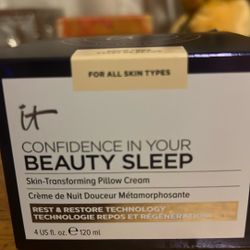 FOR ALL SKIN TYPES
it
CONFIDENCE IN YOUR
BEAUTY SLEEP
Skin-Transforming Pillow Cream
Crème de Nuit Douceur Métamorphosante
REST & RESTORE TECHNOLOGY
TECHNOLOGIE REPOS ET RÉGÉNÉRATION
4 US fl. oz. ℮ 120 ml